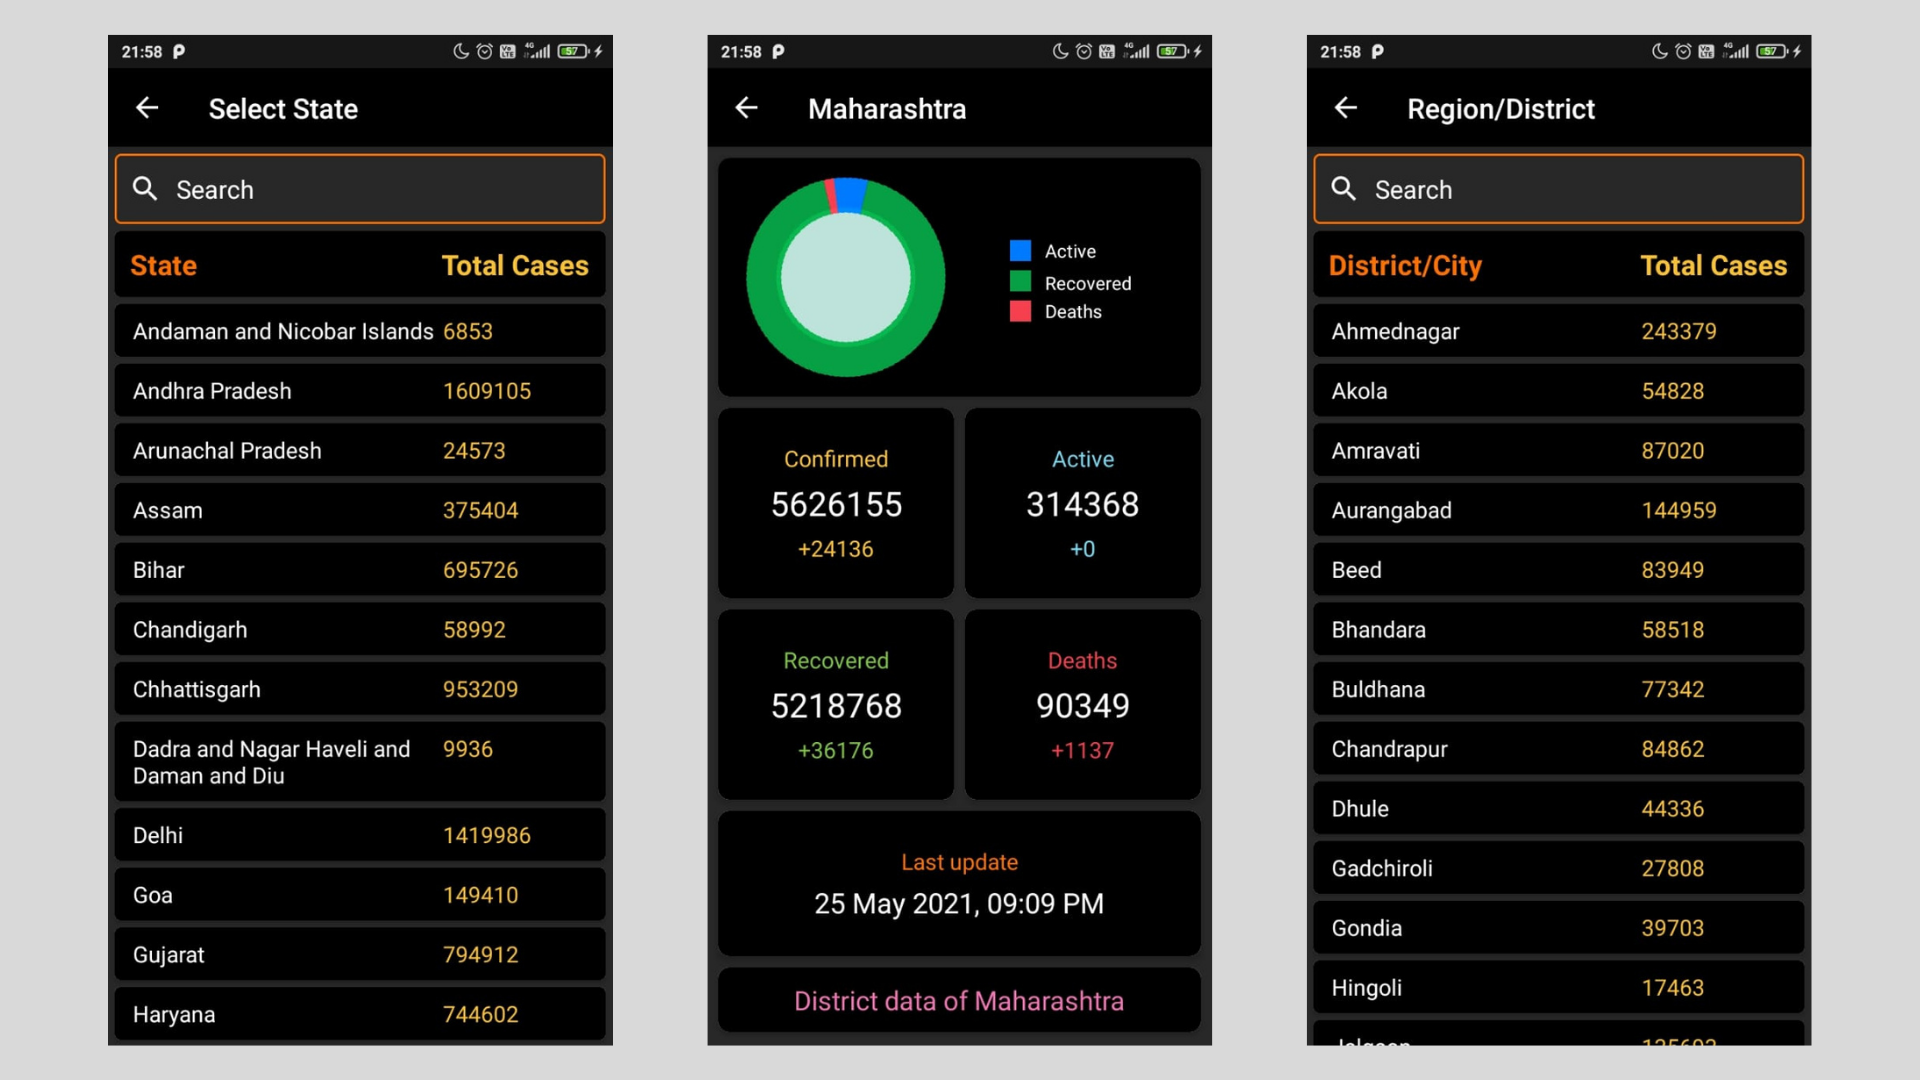 21:58
57
Select State
Search
State Total Cases
Andaman and Nicobar Islands 6853
Andhra Pradesh 1609105
Arunachal Pradesh 24573
Assam 375404
Bihar 695726
Chandigarh 58992
Chhattisgarh 953209
Dadra and Nagar Haveli and 9936
Daman and Diu
Delhi 1419986
Goa 149410
Gujarat 794912
Haryana 744602
21:58
57
Maharashtra
Active
Recovered
Deaths
Confirmed
5626155
+24136
Active
314368
+0
Recovered
5218768
+36176
Deaths
90349
+1137
Last update
25 May 2021, 09:09 PM
District data of Maharashtra
21:58
57
Region/District
Search
District/City Total Cases
Ahmednagar 243379
Akola 54828
Amravati 87020
Aurangabad 144959
Beed 83949
Bhandara 58518
Buldhana 77342
Chandrapur 84862
Dhule 44336
Gadchiroli 27808
Gondia 39703
Hingoli 17463